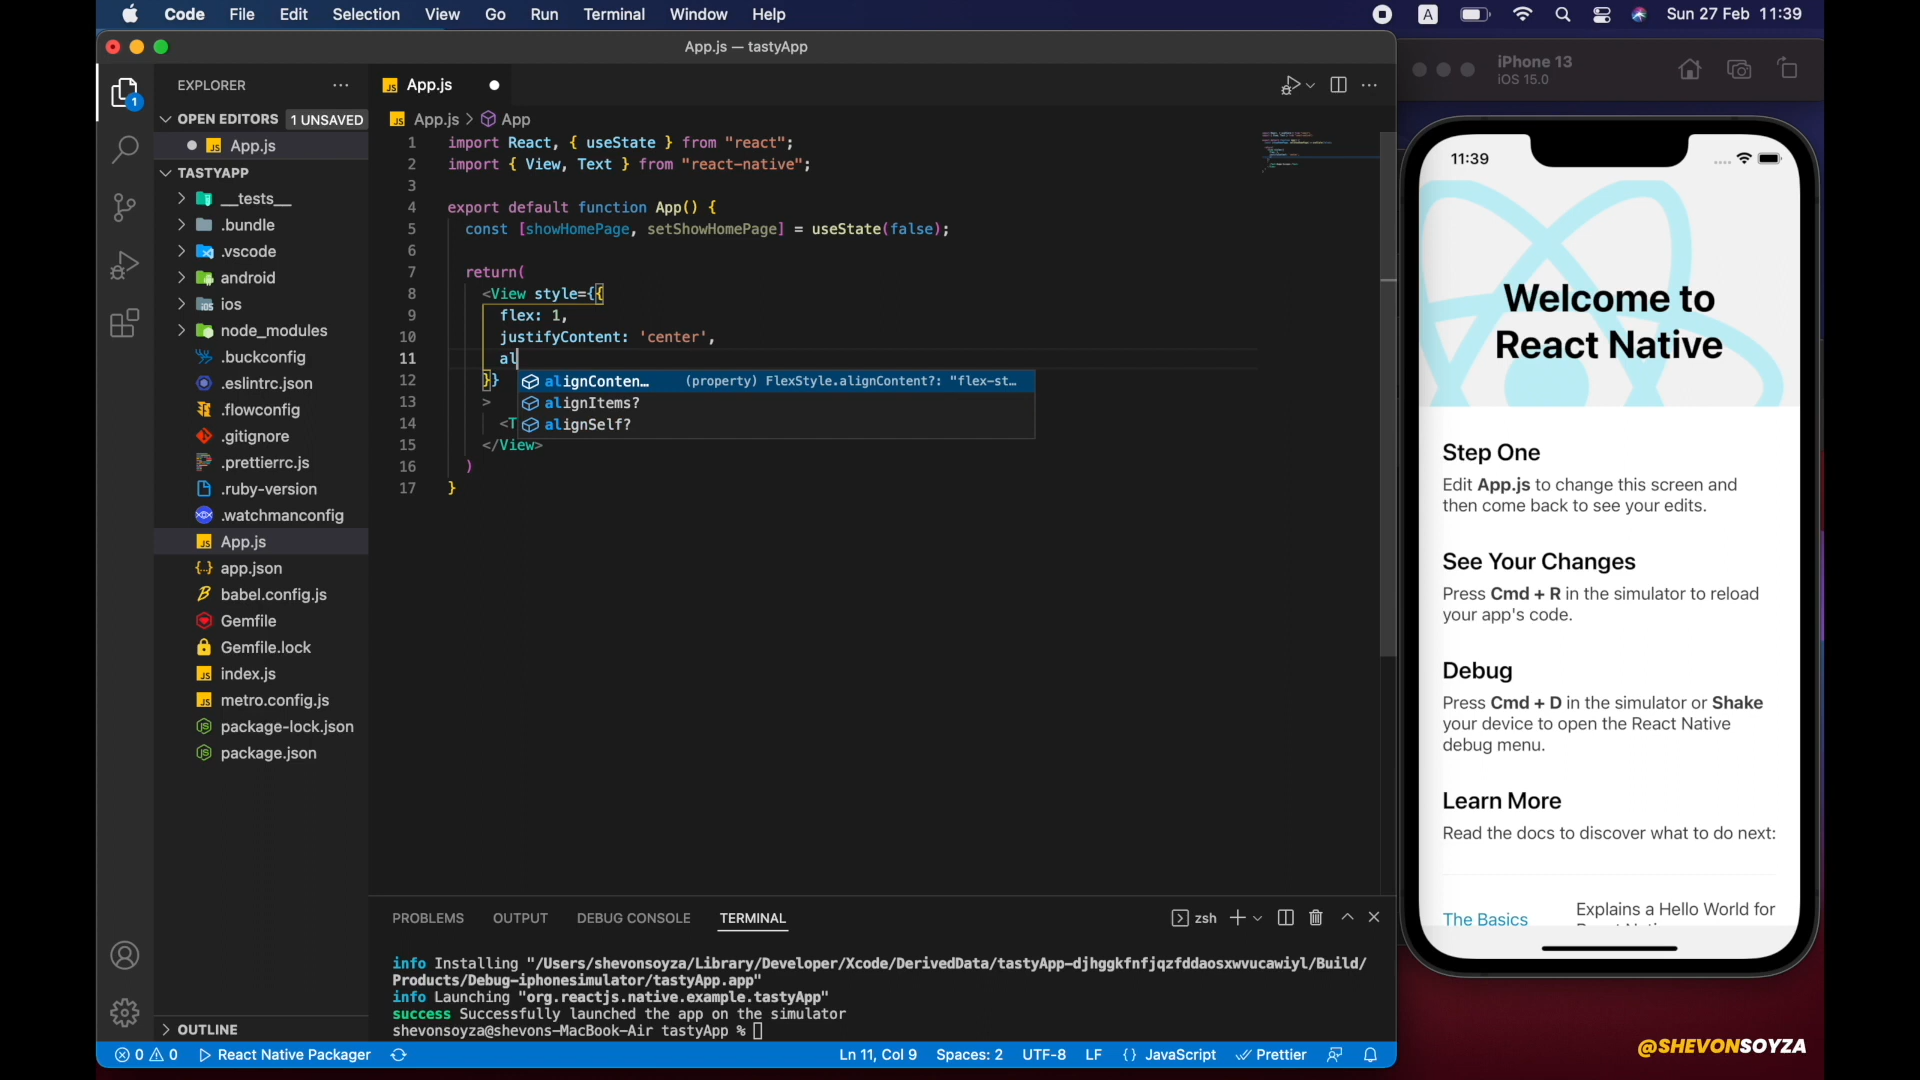 Code File Edit Selection View Go Run Terminal Window Help
A Sun 27 Feb 11:39
App.js — tastyApp
EXPLORER ···
OPEN EDITORS 1 UNSAVED
App.js
TASTYAPP
__tests__
.bundle
.vscode
android
ios
node_modules
.buckconfig
.eslintrc.json
.flowconfig
.gitignore
.prettierrc.js
.ruby-version
.watchmanconfig
App.js
app.json
babel.config.js
Gemfile
Gemfile.lock
index.js
metro.config.js
package-lock.json
package.json
OUTLINE
1
App.js
App.js > App
1 import React, { useState } from "react";
2 import { View, Text } from "react-native";
3
4 export default function App() {
5 const [showHomePage, setShowHomePage] = useState(false);
6
7 return(
8 <View style={{
9 flex: 1,
10 justifyContent: 'center',
11 al
12 }}
13 >
14 <T
15 </View>
16 )
17 }
alignConten… (property) FlexStyle.alignContent?: "flex-st…
alignItems?
alignSelf?
PROBLEMS OUTPUT DEBUG CONSOLE TERMINAL
zsh
info Installing "/Users/shevonsoyza/Library/Developer/Xcode/DerivedData/tastyApp-djhggkfnfjqzfddaosxwvucawiyl/Build/
Products/Debug-iphonesimulator/tastyApp.app"
info Launching "org.reactjs.native.example.tastyApp"
success Successfully launched the app on the simulator
shevonsoyza@shevons-MacBook-Air tastyApp %
0 0 React Native Packager Ln 11, Col 9 Spaces: 2 UTF-8 LF {} JavaScript Prettier
iPhone 13
iOS 15.0
11:39
Welcome to
React Native
Step One
Edit App.js to change this screen and
then come back to see your edits.
See Your Changes
Press Cmd + R in the simulator to reload
your app's code.
Debug
Press Cmd + D in the simulator or Shake
your device to open the React Native
debug menu.
Learn More
Read the docs to discover what to do next:
The Basics
Explains a Hello World for
@SHEVONSOYZA